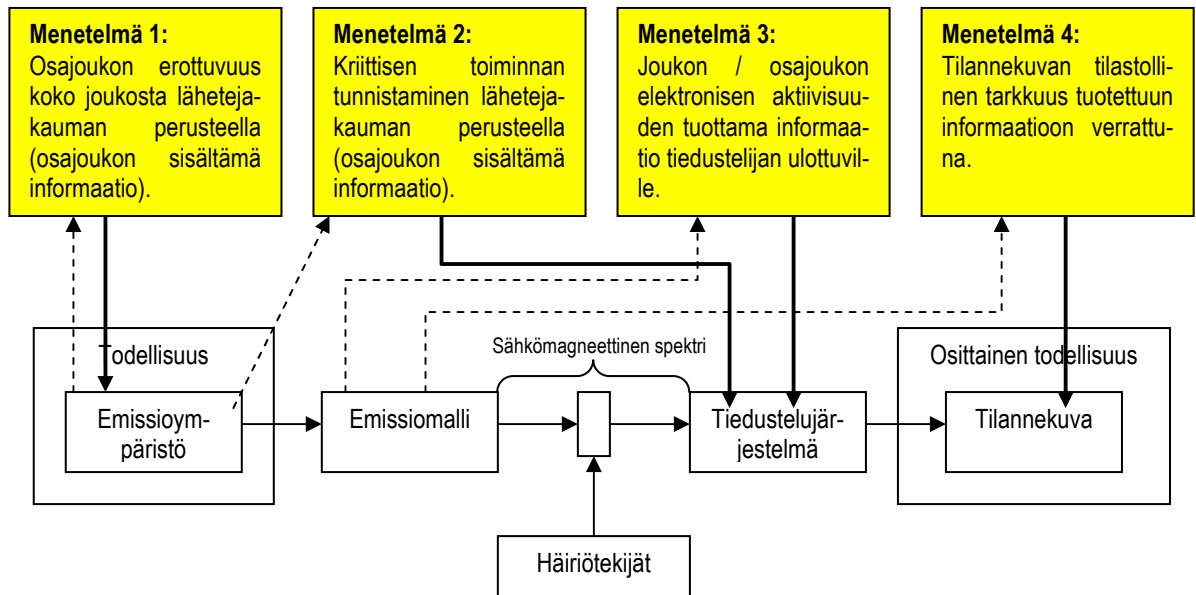 Menetelmä 1:
Osajoukon erottuvuus
koko joukosta läheteja-
kauman perusteella
(osajoukon sisältämä
informaatio).
Menetelmä 2:
Kriittisen toiminnan
tunnistaminen läheteja-
kauman perusteella
(osajoukon sisältämä
informaatio).
Menetelmä 3:
Joukon / osajoukon
elektronisen aktiivisuu-
den tuottama informaa-
tio tiedustelijan ulottuvil-
le.
Menetelmä 4:
Tilannekuvan tilastolli-
nen tarkkuus tuotettuun
informaatioon verrattu-
na.
Todellisuus
Sähkömagneettinen spektri
Osittainen todellisuus
Emissioym-
päristö
Emissiomalli
Tiedustelujär-
jestelmä
Tilannekuva
Häiriötekijät